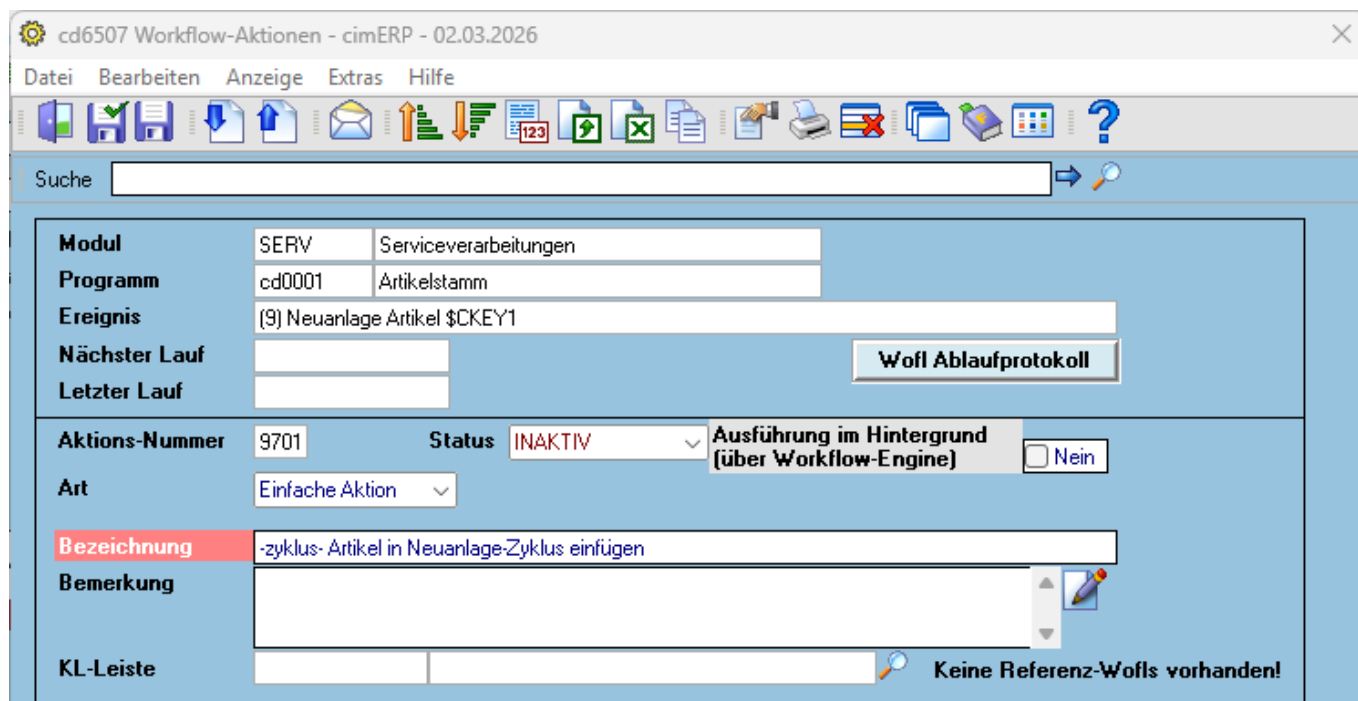 cd6507 Workflow-Aktionen - cimERP - 02.03.2026
Datei Bearbeiten Anzeige Extras Hilfe
123
Suche
Modul SERV Serviceverarbeitungen
Programm cd0001 Artikelstamm
Ereignis (9) Neuanlage Artikel $CKEY1
Nächster Lauf
Wofl Ablaufprotokoll
Letzter Lauf
Aktions-Nummer 9701 Status INAKTIV Ausführung im Hintergrund
(über Workflow-Engine) Nein
Art Einfache Aktion
Bezeichnung -zyklus- Artikel in Neuanlage-Zyklus einfügen
Bemerkung
KL-Leiste Keine Referenz-Wofls vorhanden!